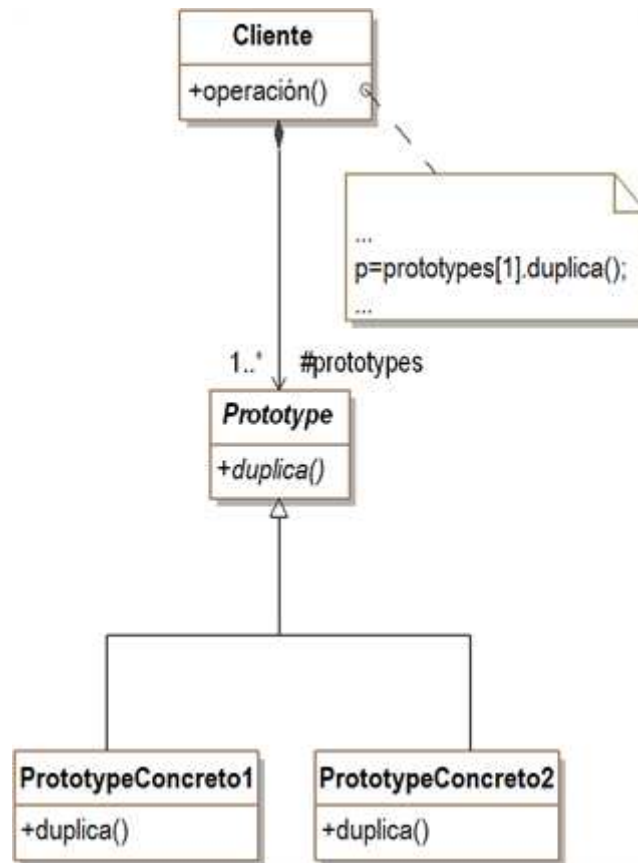 Cliente
+operación()
...
p=prototypes[1].duplica();
...
1..* #prototypes
Prototype
+duplica()
PrototypeConcreto1
+duplica()
PrototypeConcreto2
+duplica()